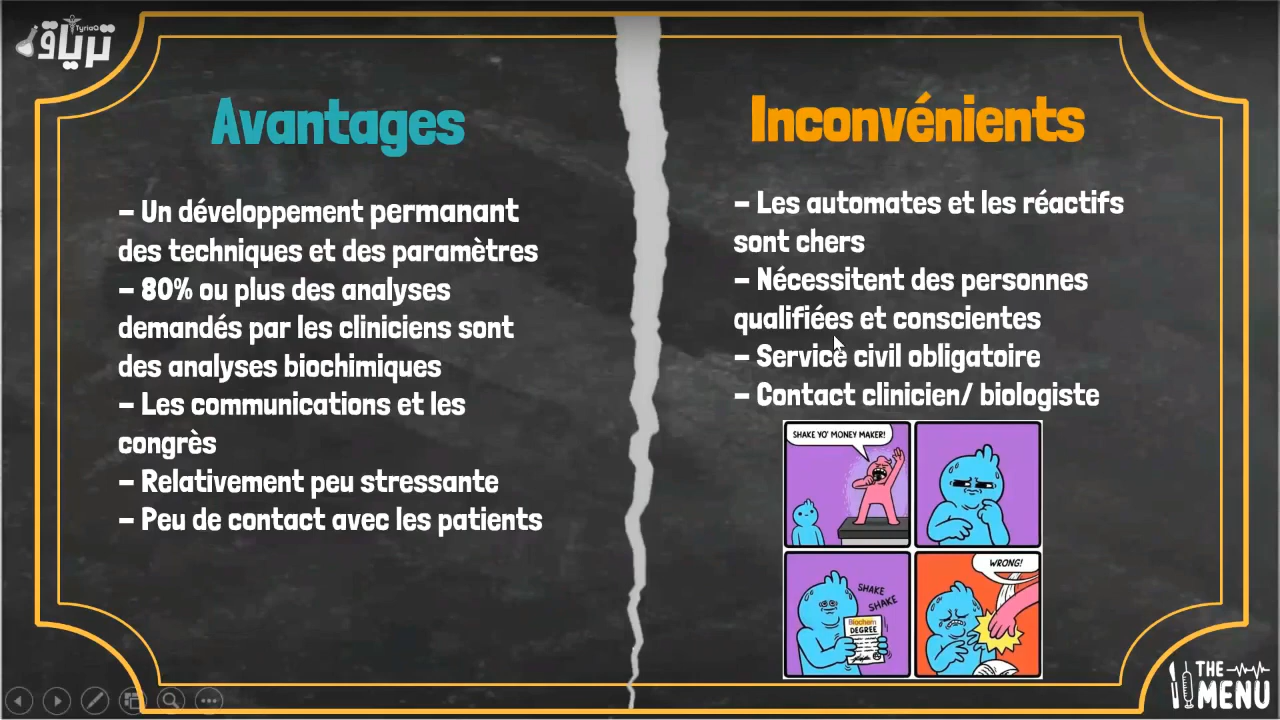 TyriaQ
ترياق
Avantages
– Un développement permanant
des techniques et des paramètres
– 80% ou plus des analyses
demandés par les cliniciens sont
des analyses biochimiques
– Les communications et les
congrès
– Relativement peu stressante
– Peu de contact avec les patients
Inconvénients
– Les automates et les réactifs
sont chers
– Nécessitent des personnes
qualifiées et conscientes
– Service civil obligatoire
– Contact clinicien/ biologiste
SHAKE YO' MONEY MAKER!
SHAKE
SHAKE
Biochem
DEGREE
WRONG!
THE
MENU